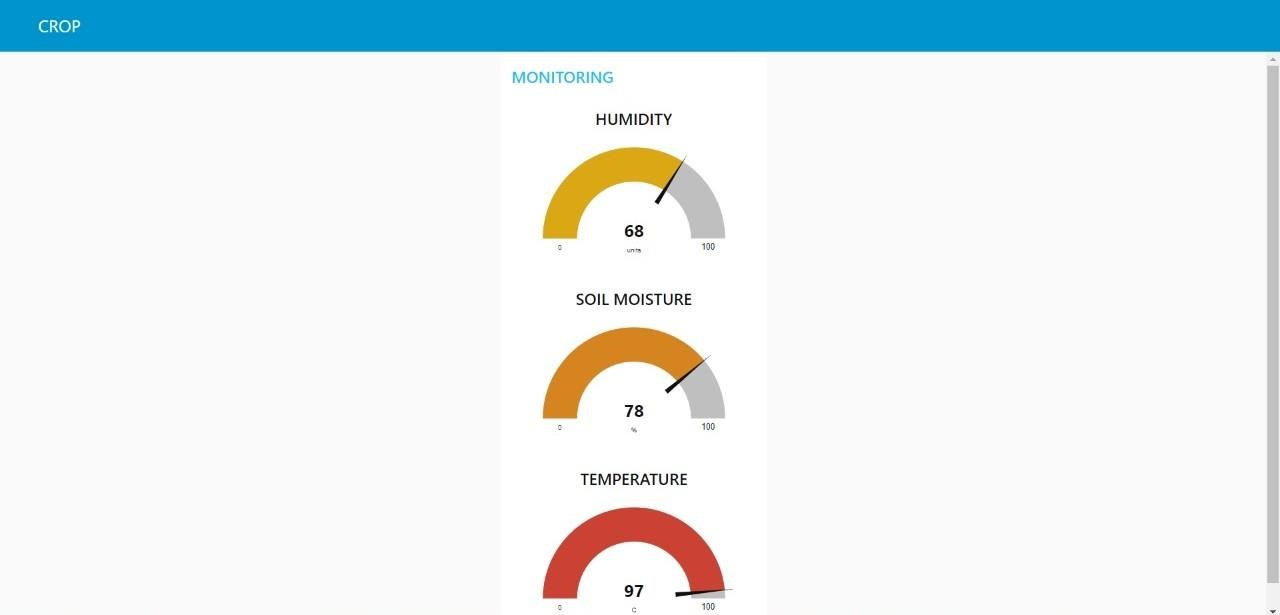 CROP
MONITORING
HUMIDITY
68
units
0
100
SOIL MOISTURE
78
%
0
100
TEMPERATURE
97
C
0
100